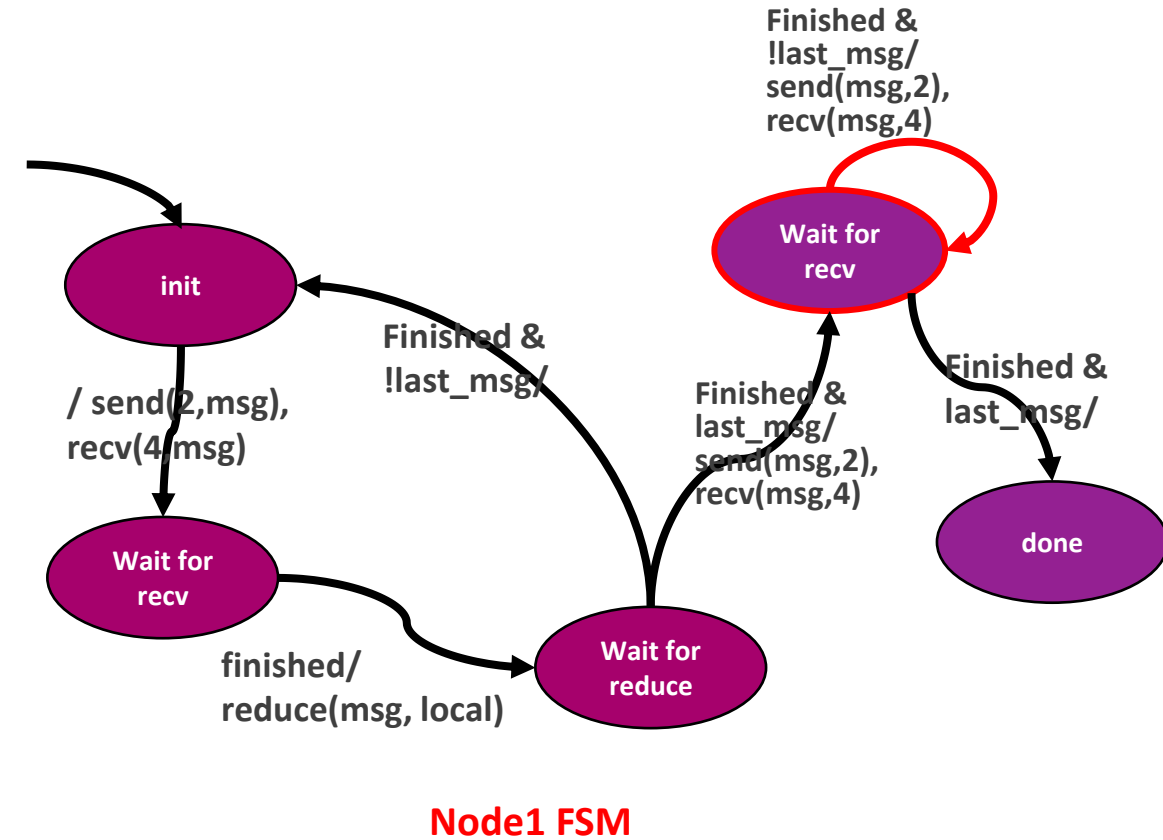 Finished &
!last_msg/
send(msg,2),
recv(msg,4)
Wait for
recv
init
Finished &
!last_msg/
Finished &
last_msg/
send(msg,2),
recv(msg,4)
Finished &
last_msg/
/ send(2,msg),
recv(4,msg)
Wait for
recv
done
finished/
reduce(msg, local)
Wait for
reduce
Node1 FSM